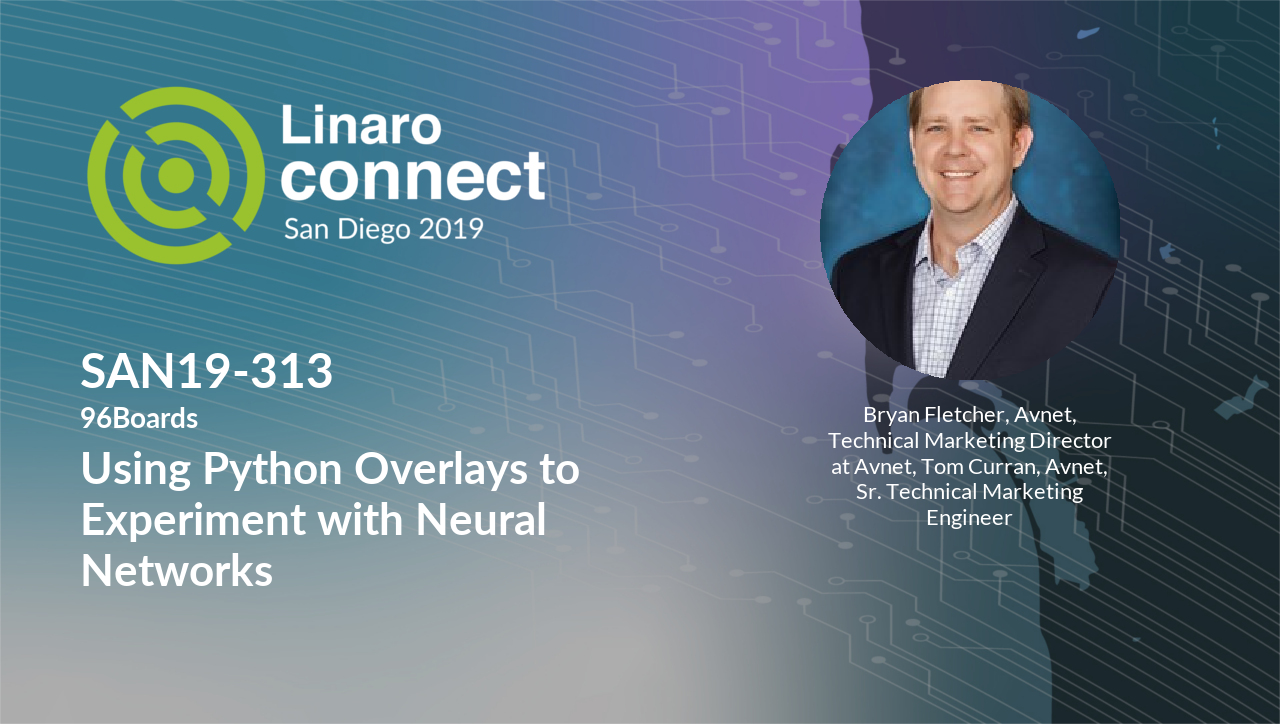 Linaro
connect
San Diego 2019
SAN19-313
96Boards
Using Python Overlays to
Experiment with Neural
Networks
Bryan Fletcher, Avnet,
Technical Marketing Director
at Avnet, Tom Curran, Avnet,
Sr. Technical Marketing
Engineer